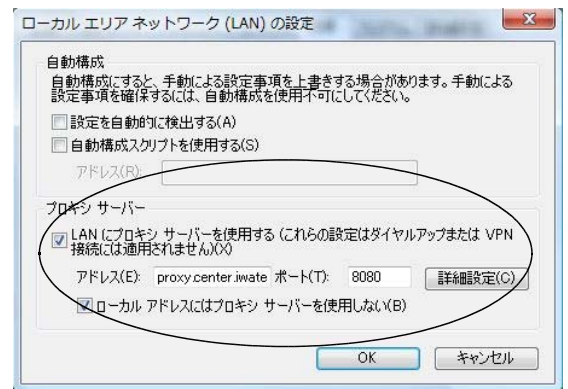 ローカル エリア ネットワーク (LAN) の設定
自動構成
自動構成にすると、手動による設定事項を上書きする場合があります。手動による
設定事項を確保するには、自動構成を使用不可にしてください。
設定を自動的に検出する(A)
自動構成スクリプトを使用する(S)
アドレス(R):
プロキシ サーバー
LAN にプロキシ サーバーを使用する (これらの設定はダイヤルアップまたは VPN
接続には適用されません)(X)
アドレス(E): proxy.center.iwate ポート(T): 8080 詳細設定(C)
ローカル アドレスにはプロキシ サーバーを使用しない(B)
OK キャンセル